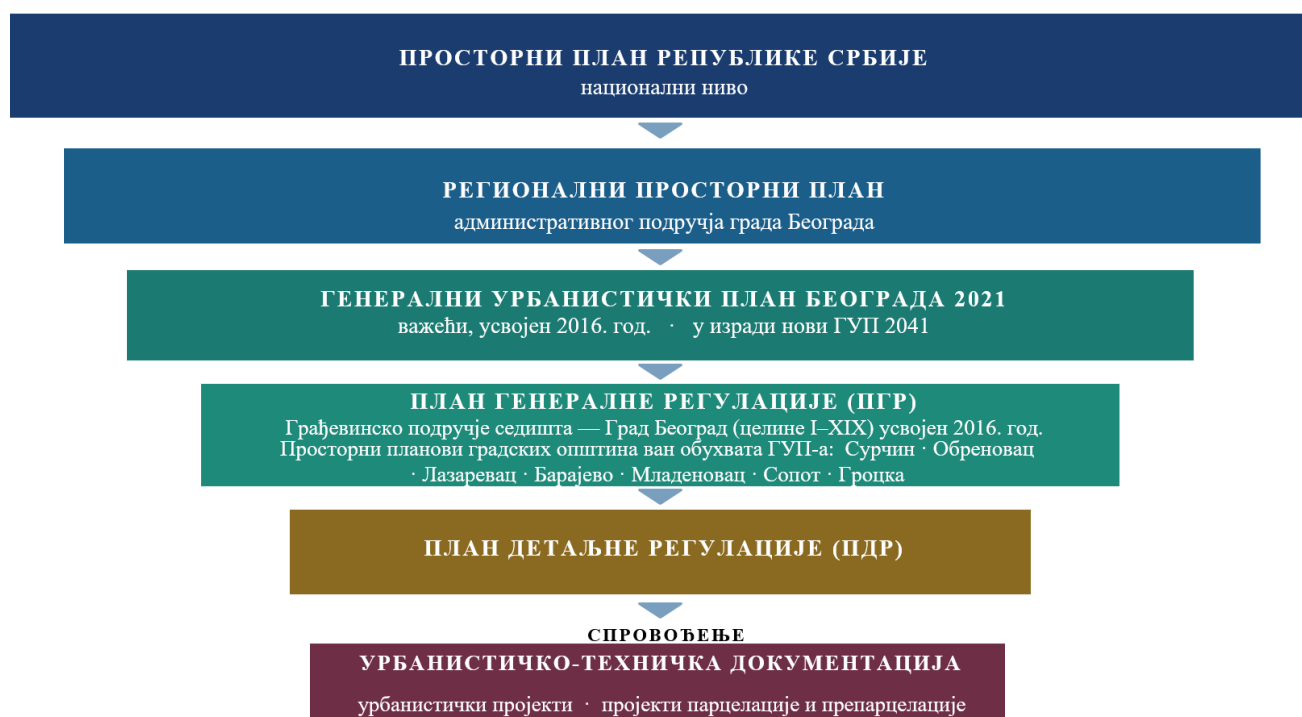 ПРОСТОРНИ ПЛАН РЕПУБЛИКЕ СРБИЈЕ
национални ниво
РЕГИОНАЛНИ ПРОСТОРНИ ПЛАН
административног подручја града Београда
ГЕНЕРАЛНИ УРБАНИСТИЧКИ ПЛАН БЕОГРАДА 2021
важећи, усвојен 2016. год. · у изради нови ГУП 2041
ПЛАН ГЕНЕРАЛНЕ РЕГУЛАЦИЈЕ (ПГР)
Грађевинско подручје седишта — Град Београд (целине I–XIX) усвојен 2016. год.
Просторни планови градских општина ван обухвата ГУП-а: Сурчин · Обреновац
· Лазаревац · Барајево · Младеновац · Сопот · Гроцка
ПЛАН ДЕТАЉНЕ РЕГУЛАЦИЈЕ (ПДР)
СПРОВОЂЕЊЕ
УРБАНИСТИЧКО-ТЕХНИЧКА ДОКУМЕНТАЦИЈА
урбанистички пројекти · пројекти парцелације и препарцелације